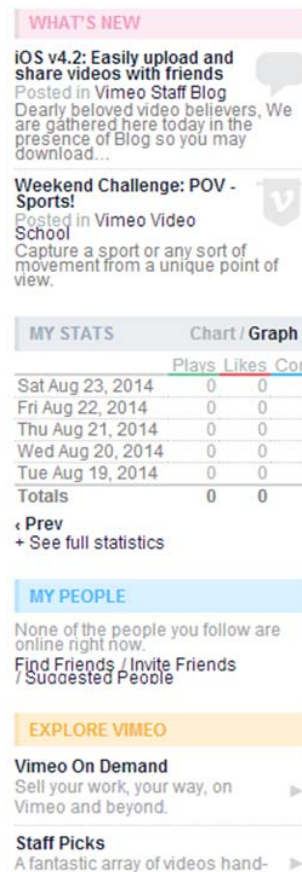 WHAT'S NEW
iOS v4.2: Easily upload and
share videos with friends
Posted in Vimeo Staff Blog
Dearly beloved video believers, We
are gathered here today in the
presence of Blog so you may
download...
Weekend Challenge: POV -
Sports!
Posted in Vimeo Video
School
Capture a sport or any sort of
movement from a unique point of
view.
MY STATS Chart / Graph
Plays Likes Com
Sat Aug 23, 2014 0 0
Fri Aug 22, 2014 0 0
Thu Aug 21, 2014 0 0
Wed Aug 20, 2014 0 0
Tue Aug 19, 2014 0 0
Totals 0 0
‹ Prev
+ See full statistics
MY PEOPLE
None of the people you follow are
online right now.
Find Friends / Invite Friends
/ Suggested People
EXPLORE VIMEO
Vimeo On Demand
Sell your work, your way, on
Vimeo and beyond.
Staff Picks
A fantastic array of videos hand-